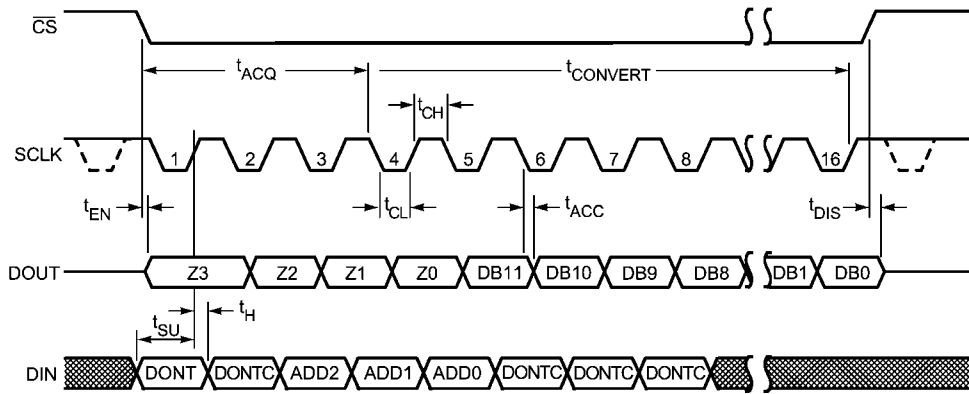 CS
tACQ
tCONVERT
tCH
SCLK
1 2 3 4 5 6 7 8 16
tEN
tCL
tACC
tDIS
DOUT
Z3 Z2 Z1 Z0 DB11 DB10 DB9 DB8 DB1 DB0
tSU
tH
DIN
DONT DONTC ADD2 ADD1 ADD0 DONTC DONTC DONTC